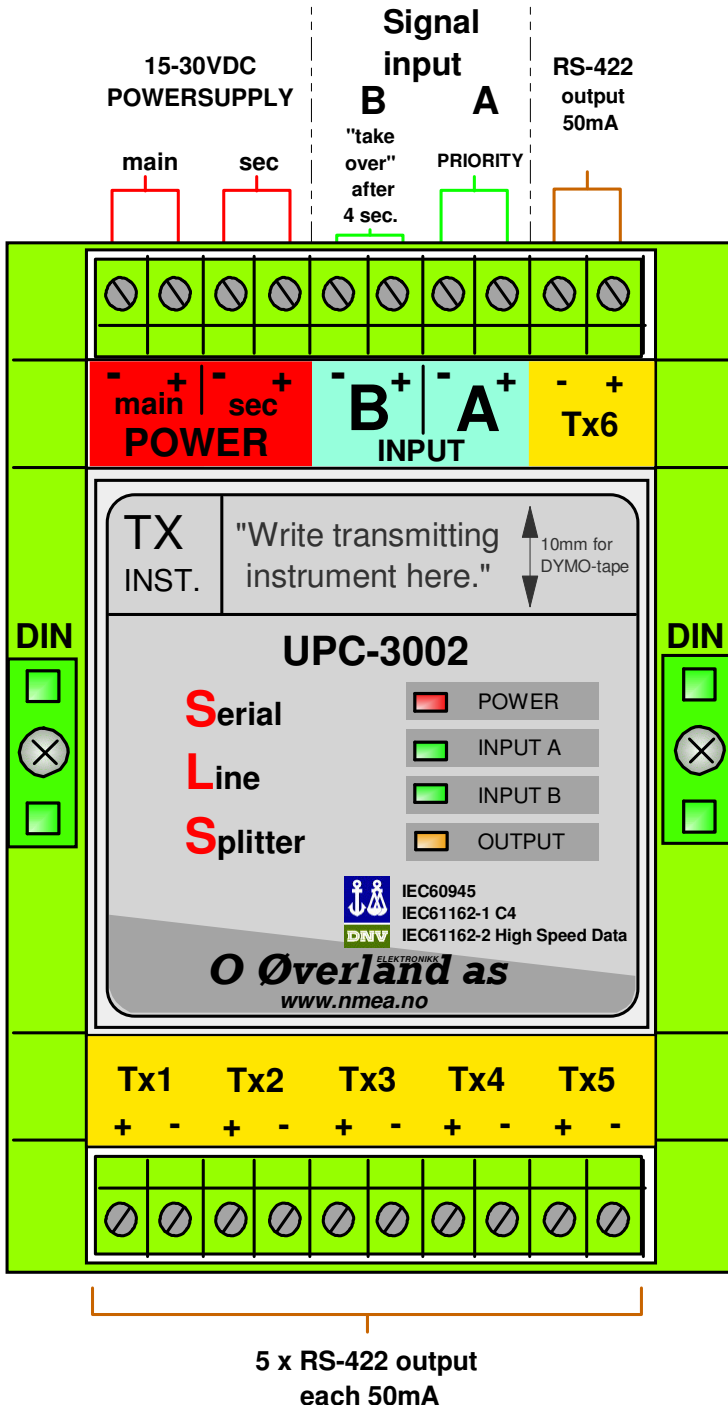 Signal
input
15-30VDC
POWERSUPPLY
main
sec
B
"take
over"
after
4 sec.
A
PRIORITY
RS-422
output
50mA
- + - +
main sec
POWER
- + - +
B A
INPUT
- +
Tx6
TX
INST.
"Write transmitting
instrument here."
10mm for
DYMO-tape
DIN
DIN
UPC-3002
Serial
Line
Splitter
POWER
INPUT A
INPUT B
OUTPUT
DNV
IEC60945
IEC61162-1 C4
IEC61162-2 High Speed Data
ELEKTRONIKK
O Øverland as
www.nmea.no
Tx1 Tx2 Tx3 Tx4 Tx5
+ - + - + - + - + -
5 x RS-422 output
each 50mA